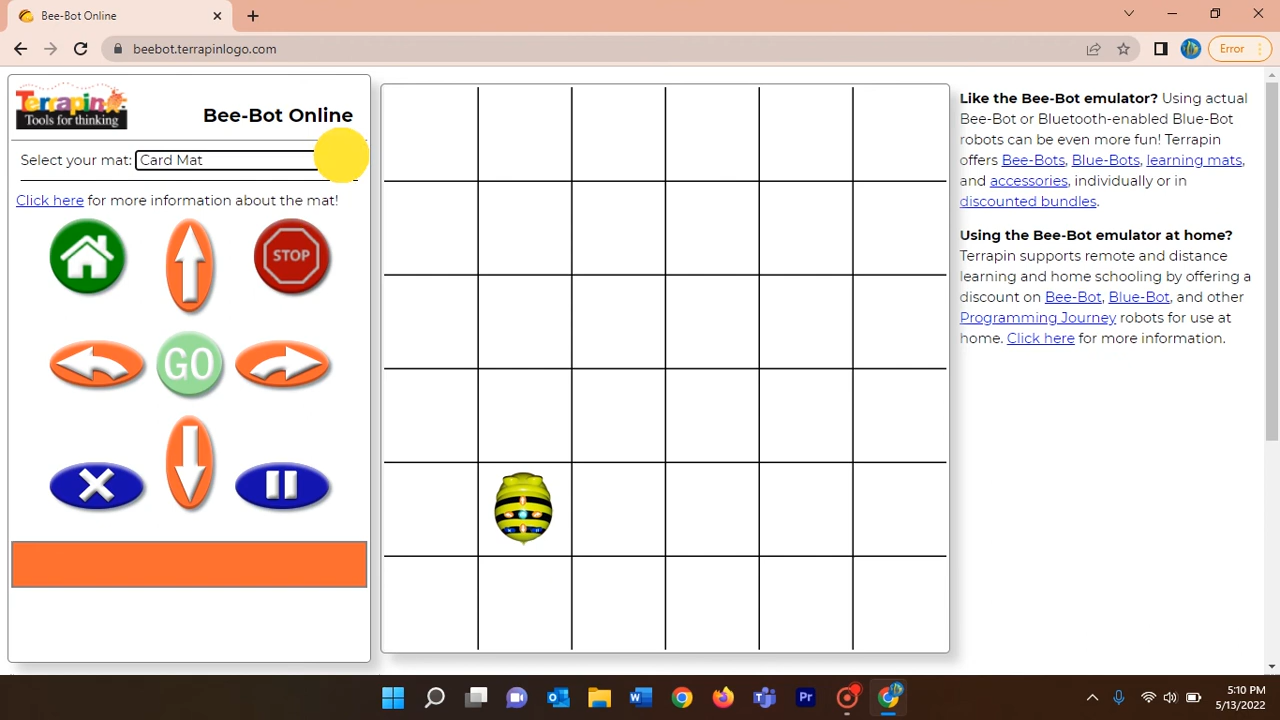 Bee-Bot Online
beebot.terrapinlogo.com
Error
Terrapin
Tools for thinking
Bee-Bot Online
Select your mat: Card Mat
Click here for more information about the mat!
STOP
GO
Like the Bee-Bot emulator? Using actual
Bee-Bot or Bluetooth-enabled Blue-Bot
robots can be even more fun! Terrapin
offers Bee-Bots, Blue-Bots, learning mats,
and accessories, individually or in
discounted bundles.
Using the Bee-Bot emulator at home?
Terrapin supports remote and distance
learning and home schooling by offering a
discount on Bee-Bot, Blue-Bot, and other
Programming Journey robots for use at
home. Click here for more information.
5:10 PM
5/13/2022